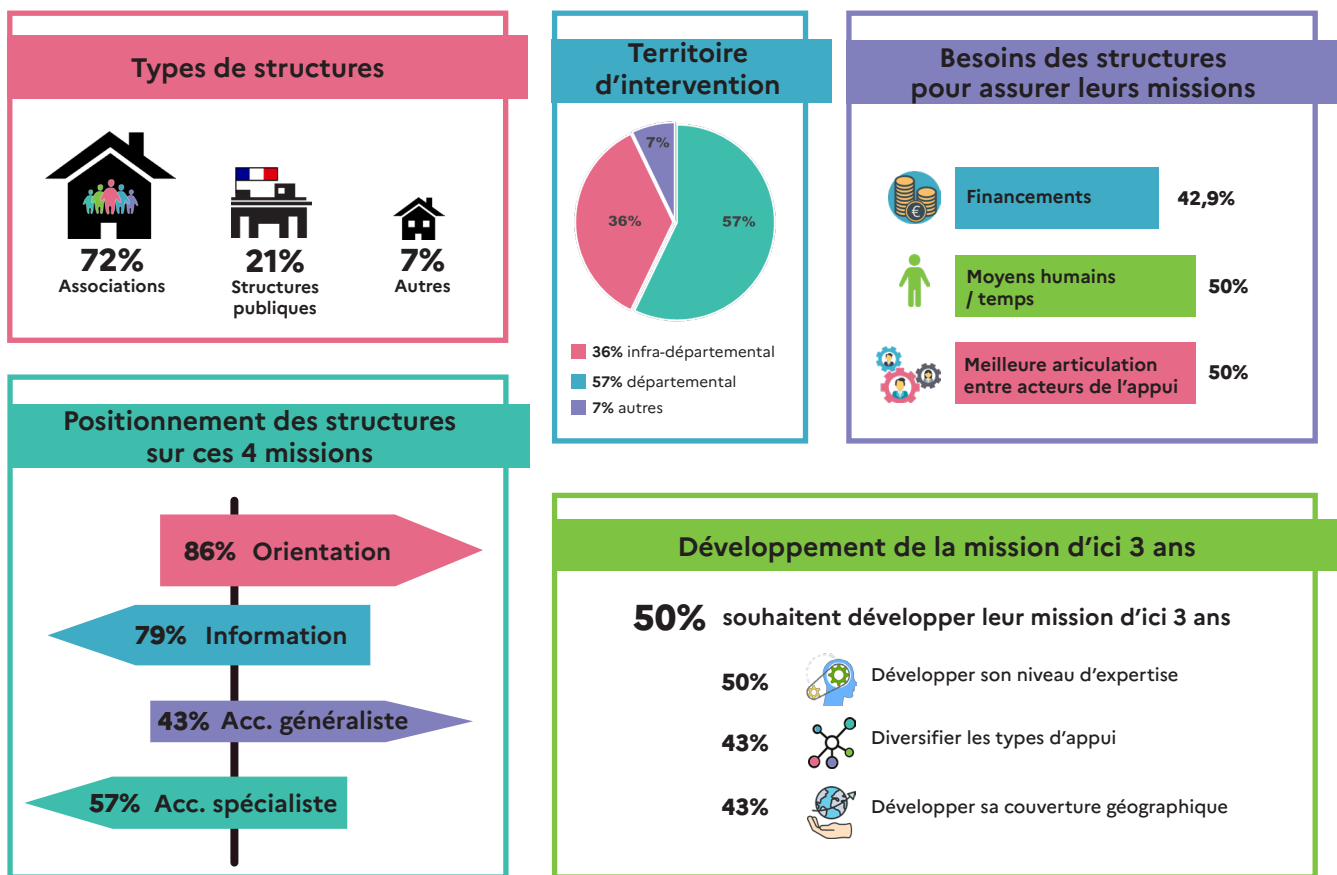 Types de structures
72%
Associations
21%
Structures
publiques
7%
Autres
Territoire
d'intervention
7%
36%
57%
36% infra-départemental
57% départemental
7% autres
Besoins des structures
pour assurer leurs missions
€
Financements
42,9%
Moyens humains
/ temps
50%
Meilleure articulation
entre acteurs de l'appui
50%
Positionnement des structures
sur ces 4 missions
86% Orientation
79% Information
43% Acc. généraliste
57% Acc. spécialiste
Développement de la mission d'ici 3 ans
50% souhaitent développer leur mission d'ici 3 ans
50% Développer son niveau d'expertise
43% Diversifier les types d'appui
43% Développer sa couverture géographique